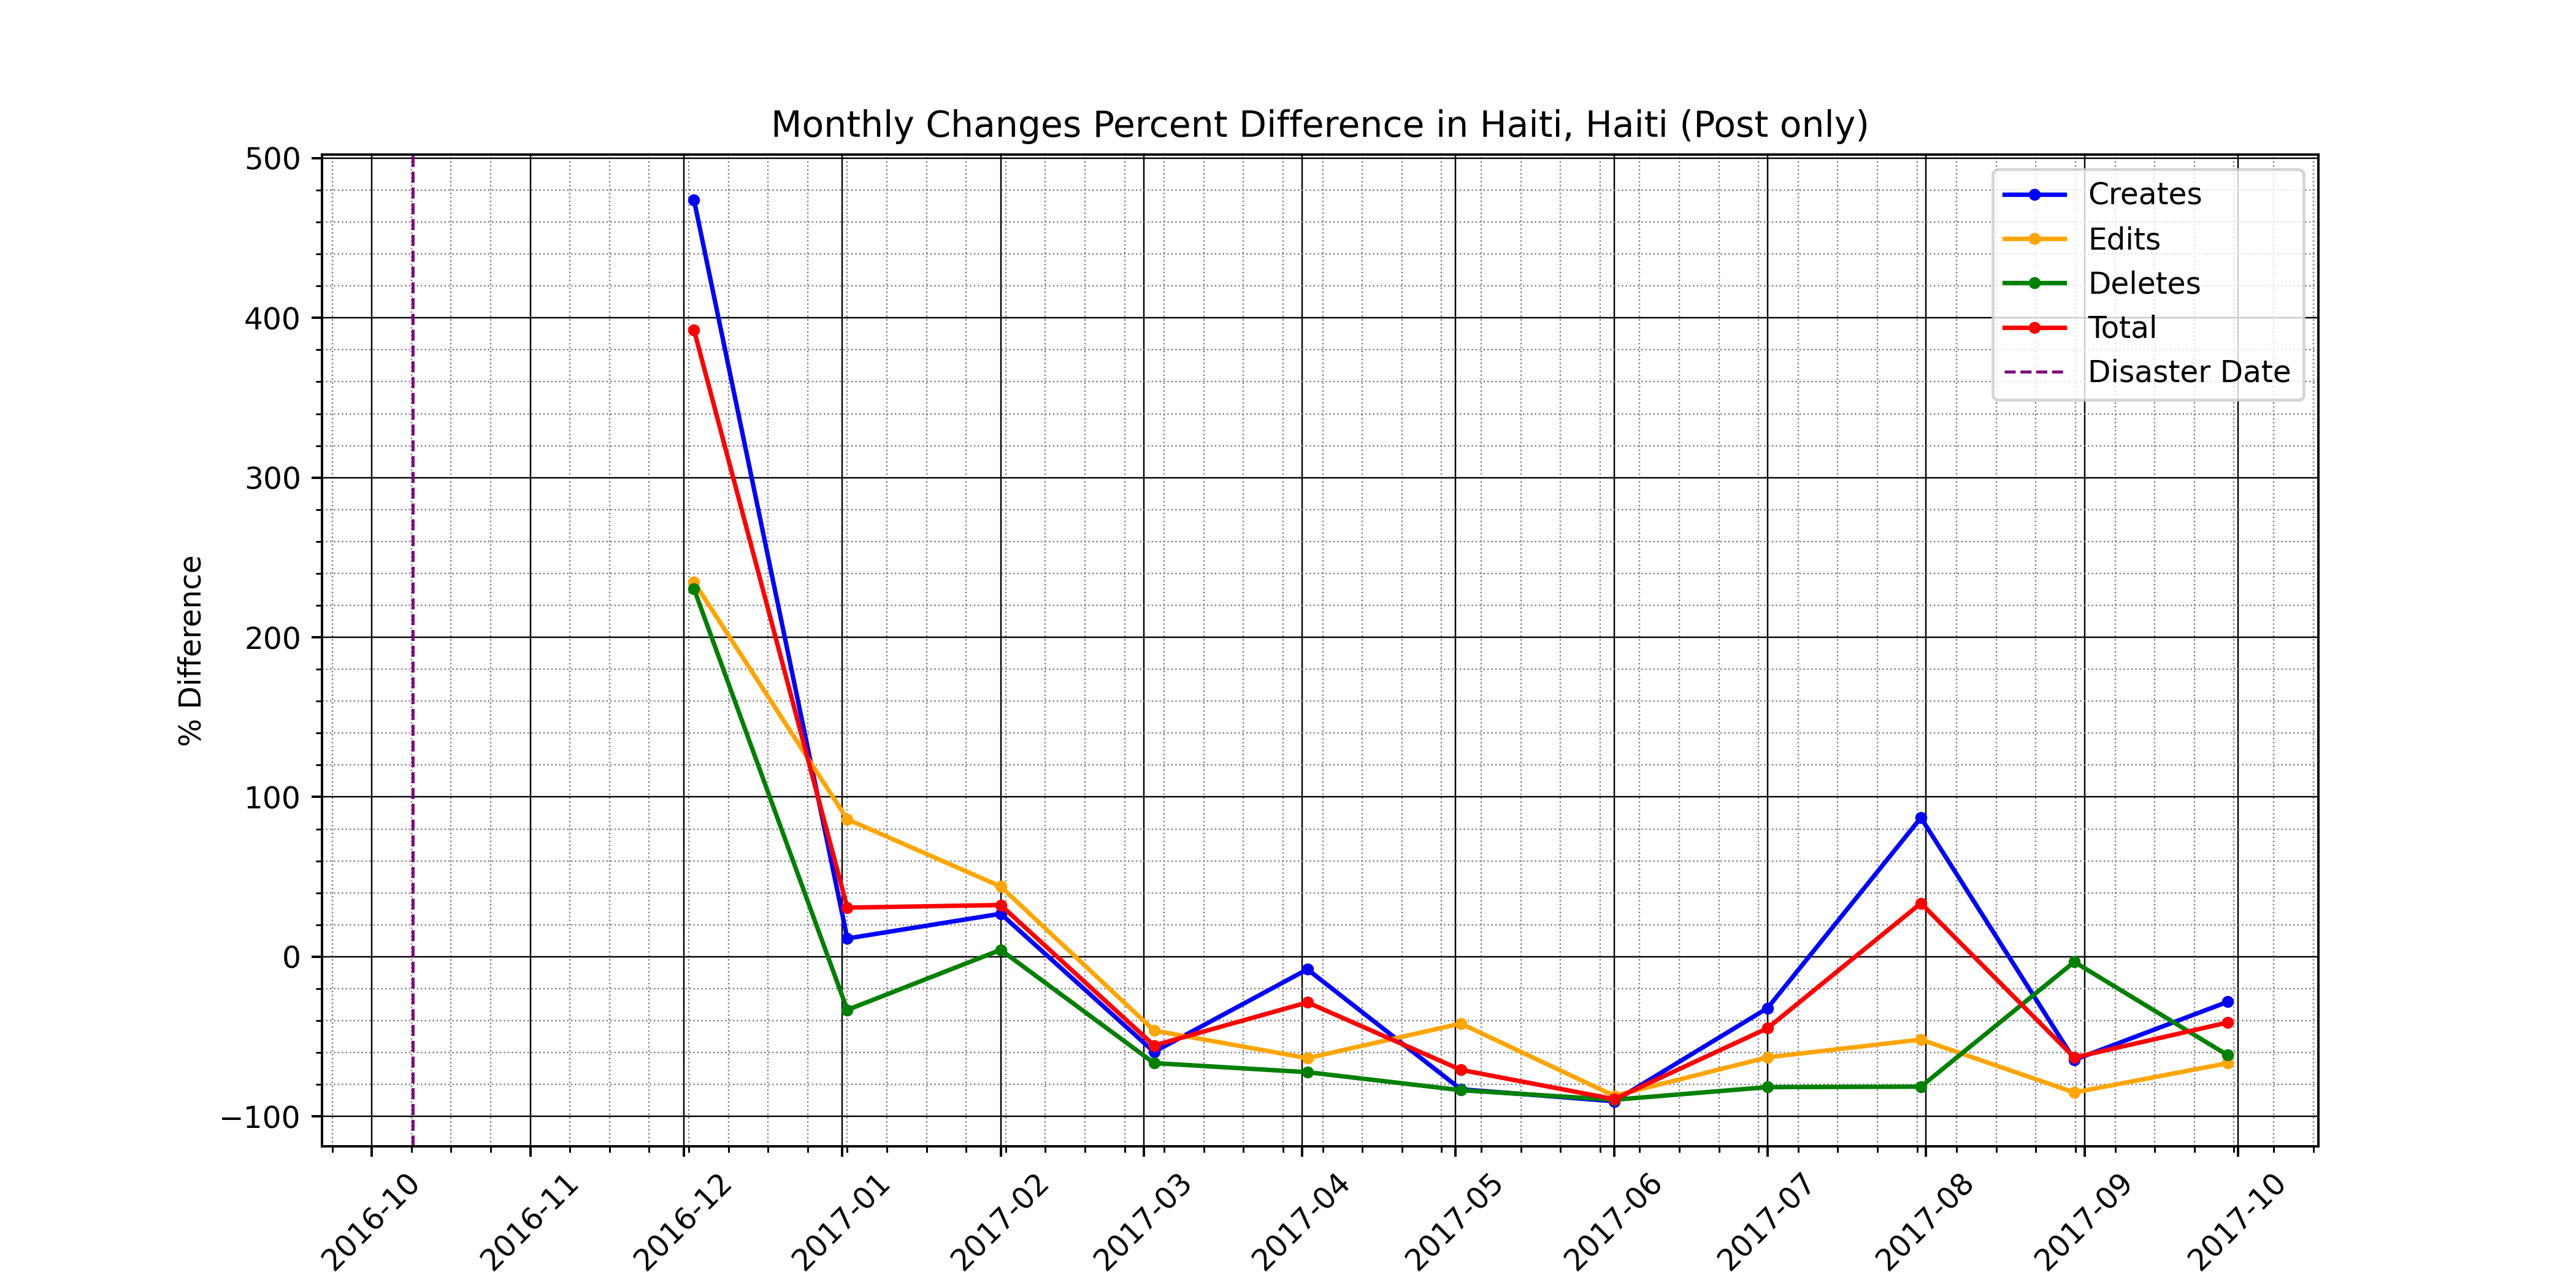 Monthly Changes Percent Difference in Haiti, Haiti (Post only)
500
400
300
200
100
0
−100
% Difference
Creates
Edits
Deletes
Total
Disaster Date
2016-10
2016-11
2016-12
2017-01
2017-02
2017-03
2017-04
2017-05
2017-06
2017-07
2017-08
2017-09
2017-10